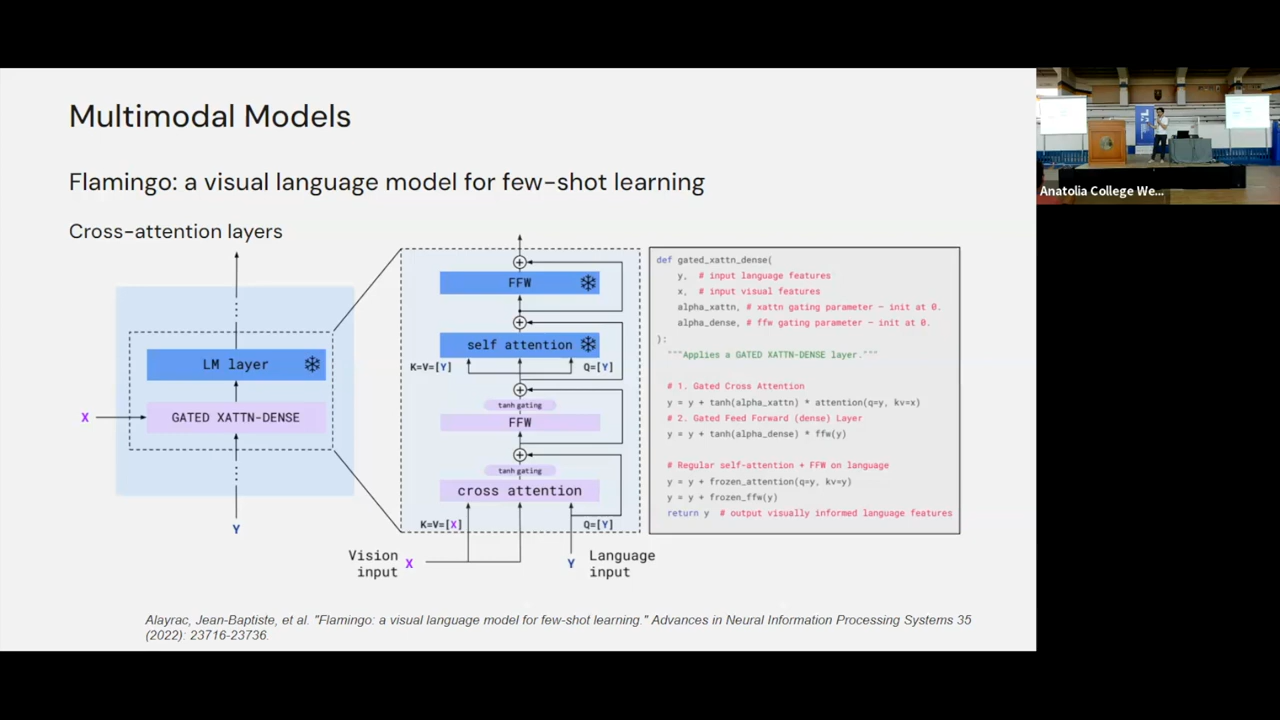 Multimodal Models
Flamingo: a visual language model for few-shot learning
Cross-attention layers
LM layer
X
GATED XATTN-DENSE
Y
FFW
self attention
K=V=[Y]
Q=[Y]
tanh gating
FFW
tanh gating
cross attention
K=V=[X]
Q=[Y]
Vision
input
X
Y
Language
input
def gated_xattn_dense(
y, # input language features
x, # input visual features
alpha_xattn, # xattn gating parameter – init at 0.
alpha_dense, # ffw gating parameter – init at 0.
):
"""Applies a GATED XATTN-DENSE layer."""
# 1. Gated Cross Attention
y = y + tanh(alpha_xattn) * attention(q=y, kv=x)
# 2. Gated Feed Forward (dense) Layer
y = y + tanh(alpha_dense) * ffw(y)
# Regular self-attention + FFW on language
y = y + frozen_attention(q=y, kv=y)
y = y + frozen_ffw(y)
return y # output visually informed language features
Alayrac, Jean-Baptiste, et al. "Flamingo: a visual language model for few-shot learning." Advances in Neural Information Processing Systems 35
(2022): 23716-23736.
Anatolia College We...